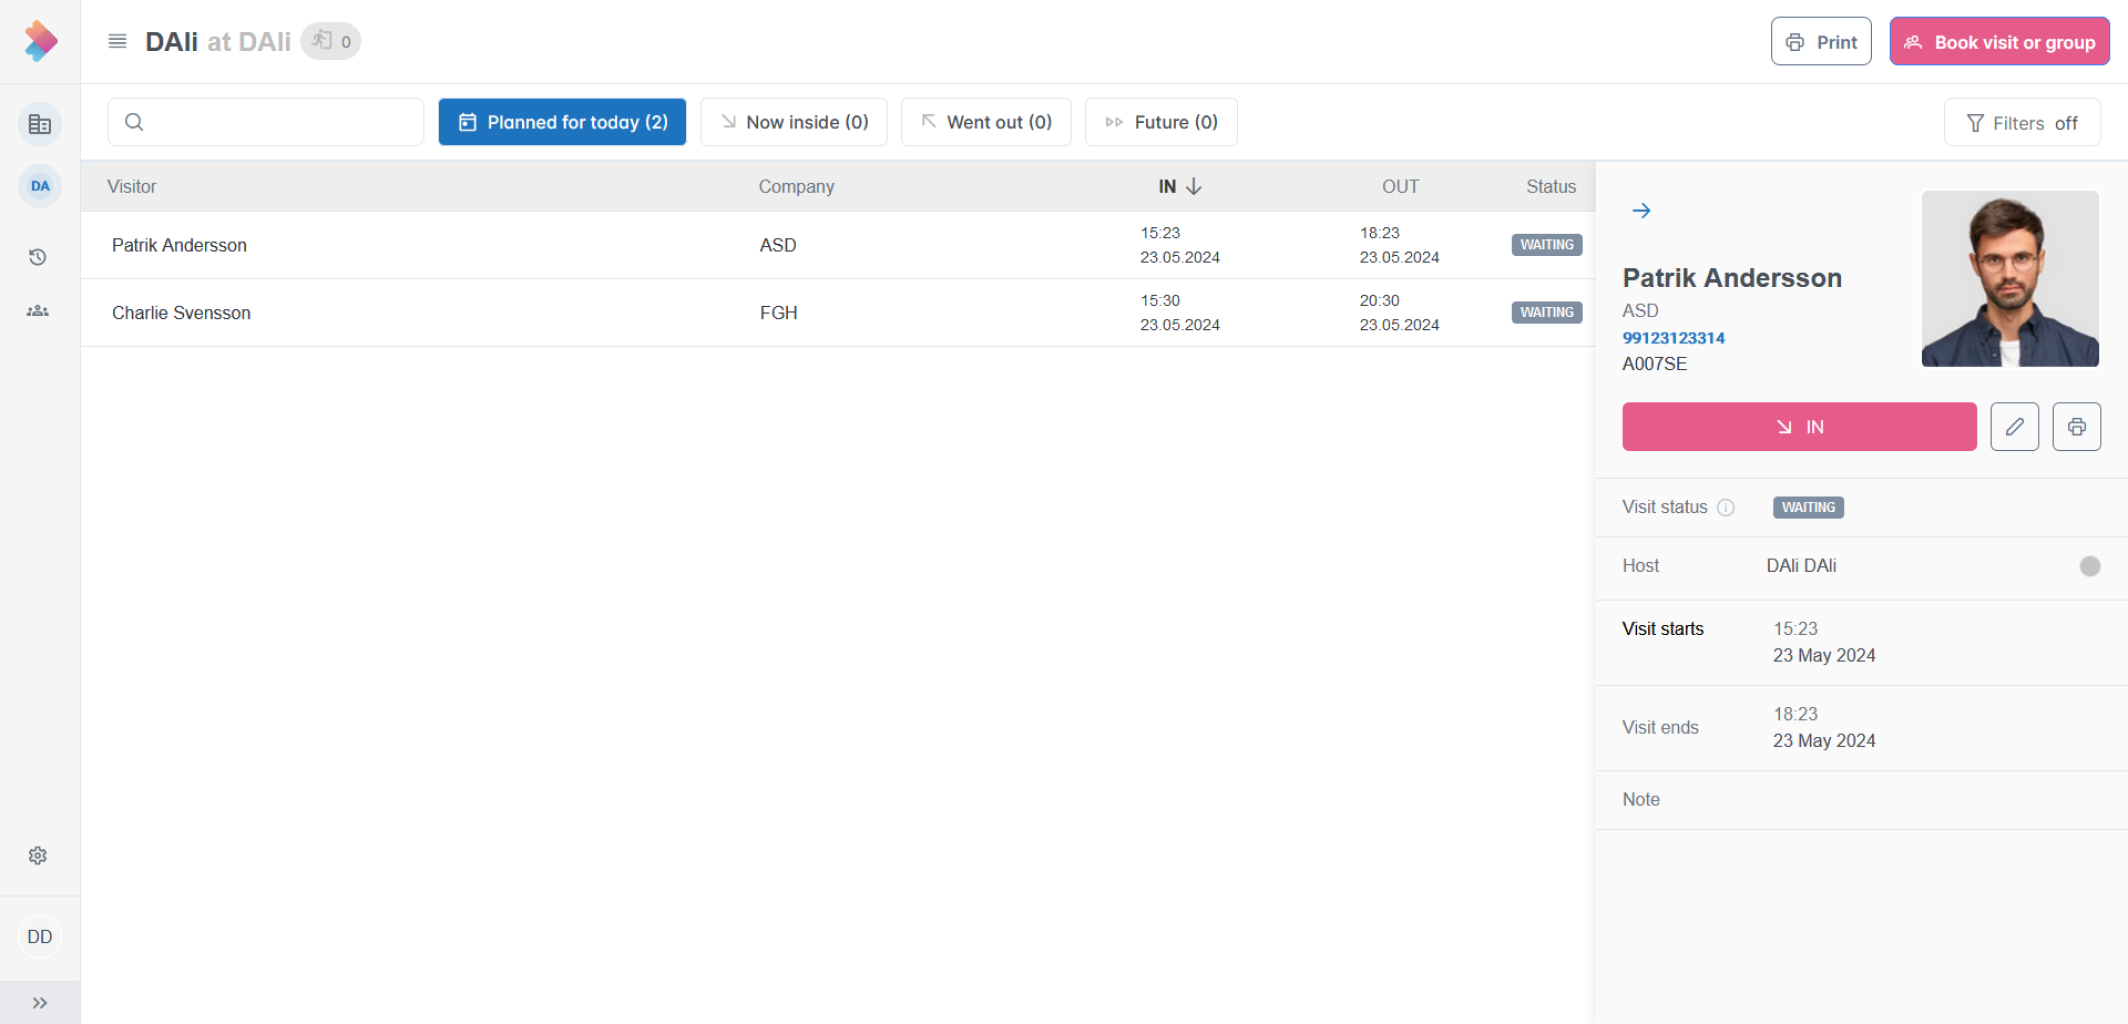 DAli at DAli 0
Print
Book visit or group
Planned for today (2)
Now inside (0)
Went out (0)
Future (0)
Filters off
DA
Visitor Company IN OUT Status
Patrik Andersson ASD 15:23 18:23 WAITING
23.05.2024 23.05.2024
Charlie Svensson FGH 15:30 20:30 WAITING
23.05.2024 23.05.2024
Patrik Andersson
ASD
99123123314
A007SE
IN
Visit status WAITING
Host DAli DAli
Visit starts 15:23
23 May 2024
Visit ends 18:23
23 May 2024
Note
DD